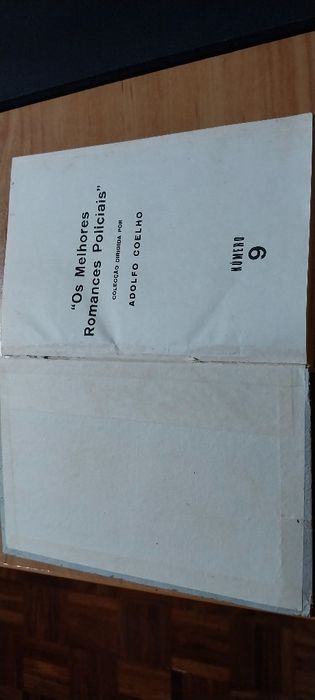 "Os Melhores
Romances Policiais"
COLECÇÃO DIRIGIDA POR
ADOLFO COELHO
NÚMERO
9